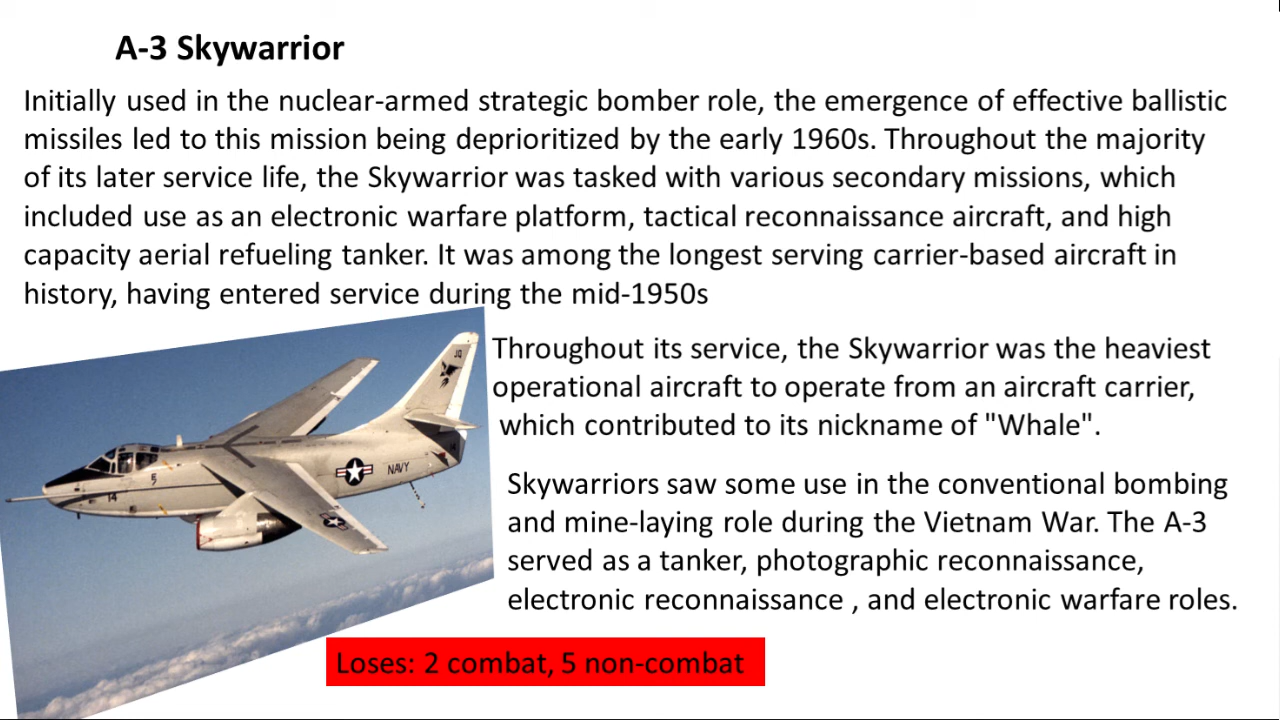 A-3 Skywarrior
Initially used in the nuclear-armed strategic bomber role, the emergence of effective ballistic
missiles led to this mission being deprioritized by the early 1960s. Throughout the majority
of its later service life, the Skywarrior was tasked with various secondary missions, which
included use as an electronic warfare platform, tactical reconnaissance aircraft, and high
capacity aerial refueling tanker. It was among the longest serving carrier-based aircraft in
history, having entered service during the mid-1950s
Throughout its service, the Skywarrior was the heaviest
operational aircraft to operate from an aircraft carrier,
which contributed to its nickname of "Whale".
JQ
NAVY
14
Skywarriors saw some use in the conventional bombing
and mine-laying role during the Vietnam War. The A-3
served as a tanker, photographic reconnaissance,
electronic reconnaissance , and electronic warfare roles.
Loses: 2 combat, 5 non-combat